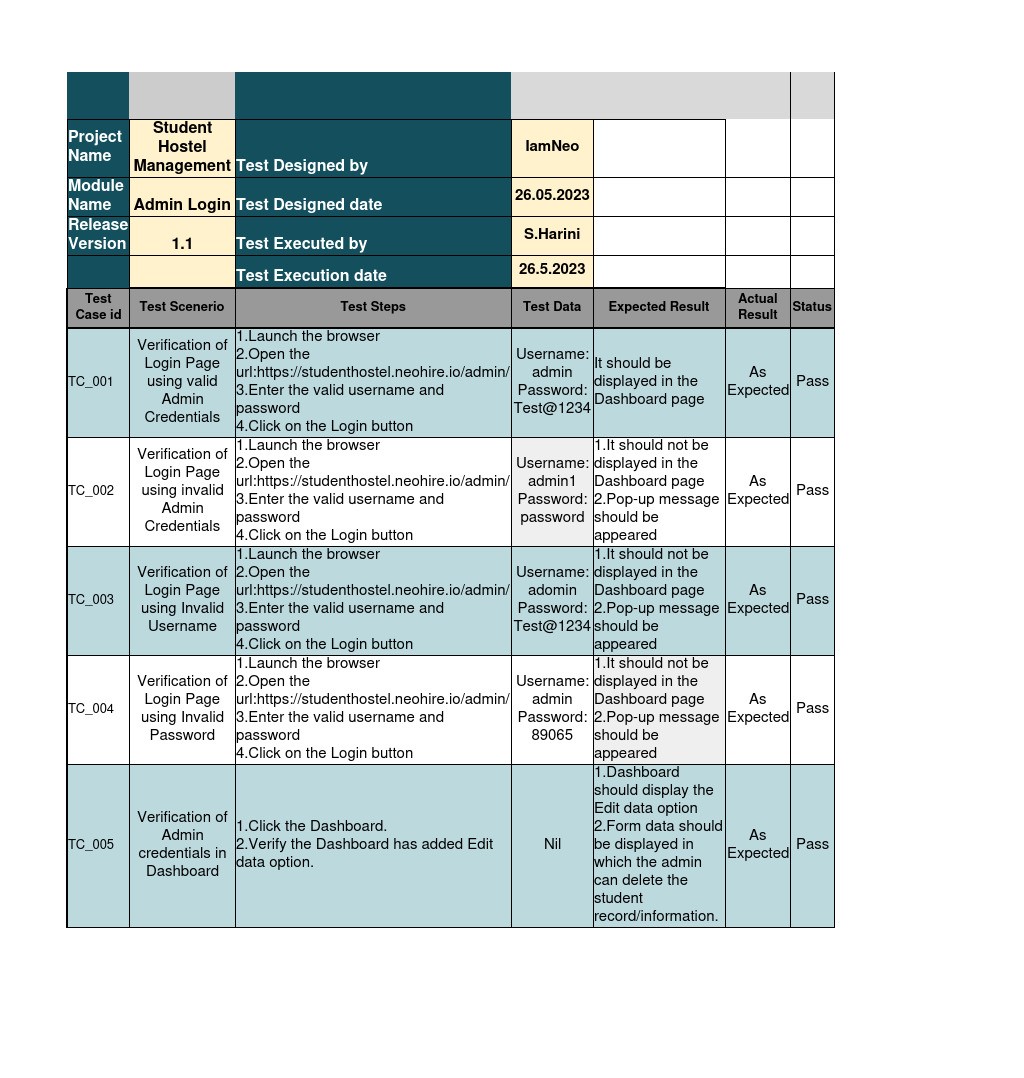 Project
Name
Student
Hostel
Management
Test Designed by
IamNeo
Module
Name
Admin Login
Test Designed date
26.05.2023
Release
Version
1.1
Test Executed by
S.Harini
Test Execution date
26.5.2023
Test
Case id
Test Scenerio
Test Steps
Test Data
Expected Result
Actual
Result
Status
TC_001
Verification of
Login Page
using valid
Admin
Credentials
1.Launch the browser
2.Open the
url:https://studenthostel.neohire.io/admin/
3.Enter the valid username and
password
4.Click on the Login button
Username:
admin
Password:
Test@1234
It should be
displayed in the
Dashboard page
As
Expected
Pass
TC_002
Verification of
Login Page
using invalid
Admin
Credentials
1.Launch the browser
2.Open the
url:https://studenthostel.neohire.io/admin/
3.Enter the valid username and
password
4.Click on the Login button
Username:
admin1
Password:
password
1.It should not be
displayed in the
Dashboard page
2.Pop-up message
should be
appeared
As
Expected
Pass
TC_003
Verification of
Login Page
using Invalid
Username
1.Launch the browser
2.Open the
url:https://studenthostel.neohire.io/admin/
3.Enter the valid username and
password
4.Click on the Login button
Username:
adomin
Password:
Test@1234
1.It should not be
displayed in the
Dashboard page
2.Pop-up message
should be
appeared
As
Expected
Pass
TC_004
Verification of
Login Page
using Invalid
Password
1.Launch the browser
2.Open the
url:https://studenthostel.neohire.io/admin/
3.Enter the valid username and
password
4.Click on the Login button
Username:
admin
Password:
89065
1.It should not be
displayed in the
Dashboard page
2.Pop-up message
should be
appeared
As
Expected
Pass
TC_005
Verification of
Admin
credentials in
Dashboard
1.Click the Dashboard.
2.Verify the Dashboard has added Edit
data option.
Nil
1.Dashboard
should display the
Edit data option
2.Form data should
be displayed in
which the admin
can delete the
student
record/information.
As
Expected
Pass